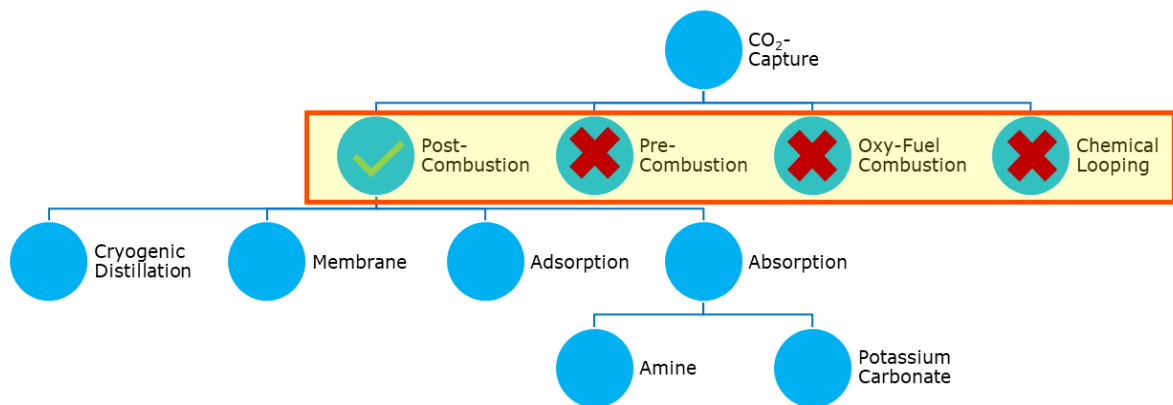 CO₂-
Capture
Post-
Combustion
Pre-
Combustion
Oxy-Fuel
Combustion
Chemical
Looping
Cryogenic
Distillation
Membrane
Adsorption
Absorption
Amine
Potassium
Carbonate